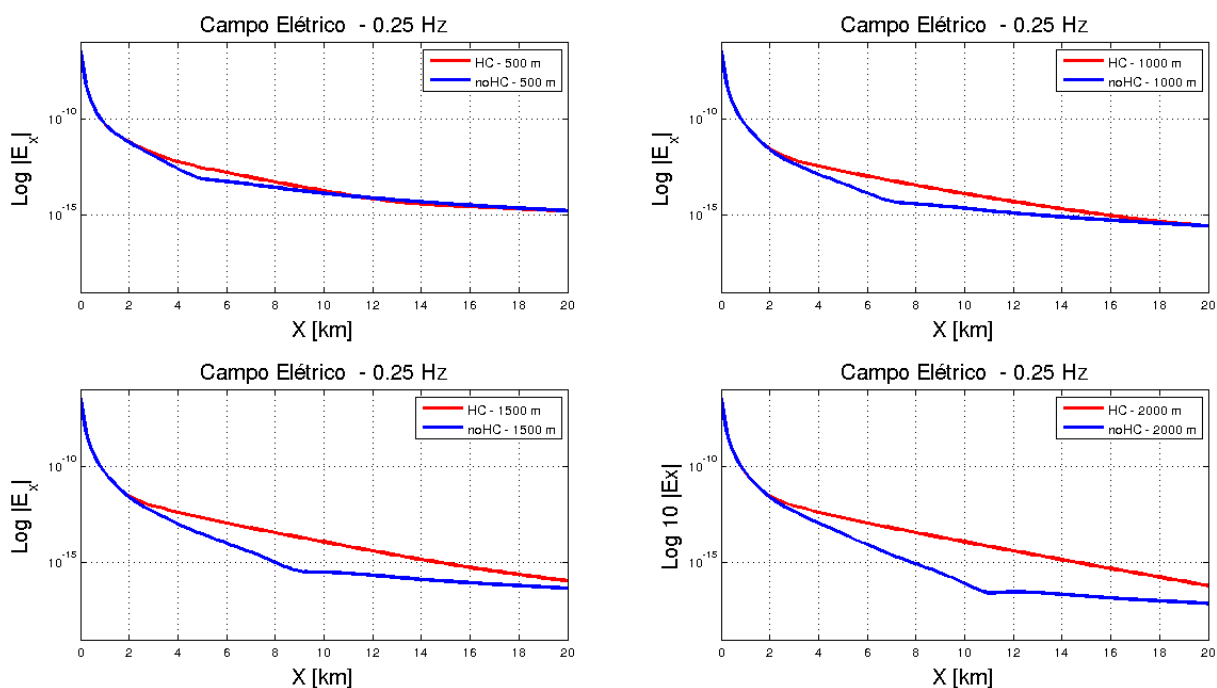 Campo Elétrico - 0.25 Hz
HC - 500 m
noHC - 500 m
10^-10
10^-15
Log |E_x|
0 2 4 6 8 10 12 14 16 18 20
X [km]
Campo Elétrico - 0.25 Hz
HC - 1000 m
noHC - 1000 m
10^-10
10^-15
Log |E_x|
0 2 4 6 8 10 12 14 16 18 20
X [km]
Campo Elétrico - 0.25 Hz
HC - 1500 m
noHC - 1500 m
10^-10
10^-15
Log |E_x|
0 2 4 6 8 10 12 14 16 18 20
X [km]
Campo Elétrico - 0.25 Hz
HC - 2000 m
noHC - 2000 m
10^-10
10^-15
Log 10 |Ex|
0 2 4 6 8 10 12 14 16 18 20
X [km]